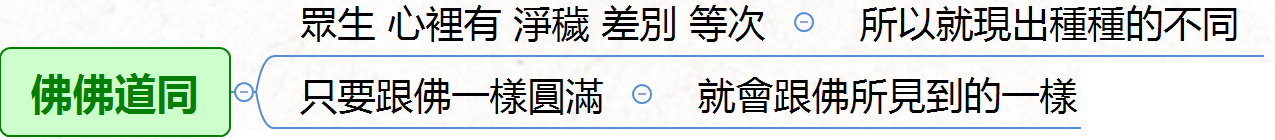 眾生 心裡有 淨穢 差別 等次 所以就現出種種的不同
佛佛道同
只要跟佛一樣圓滿 就會跟佛所見到的一樣